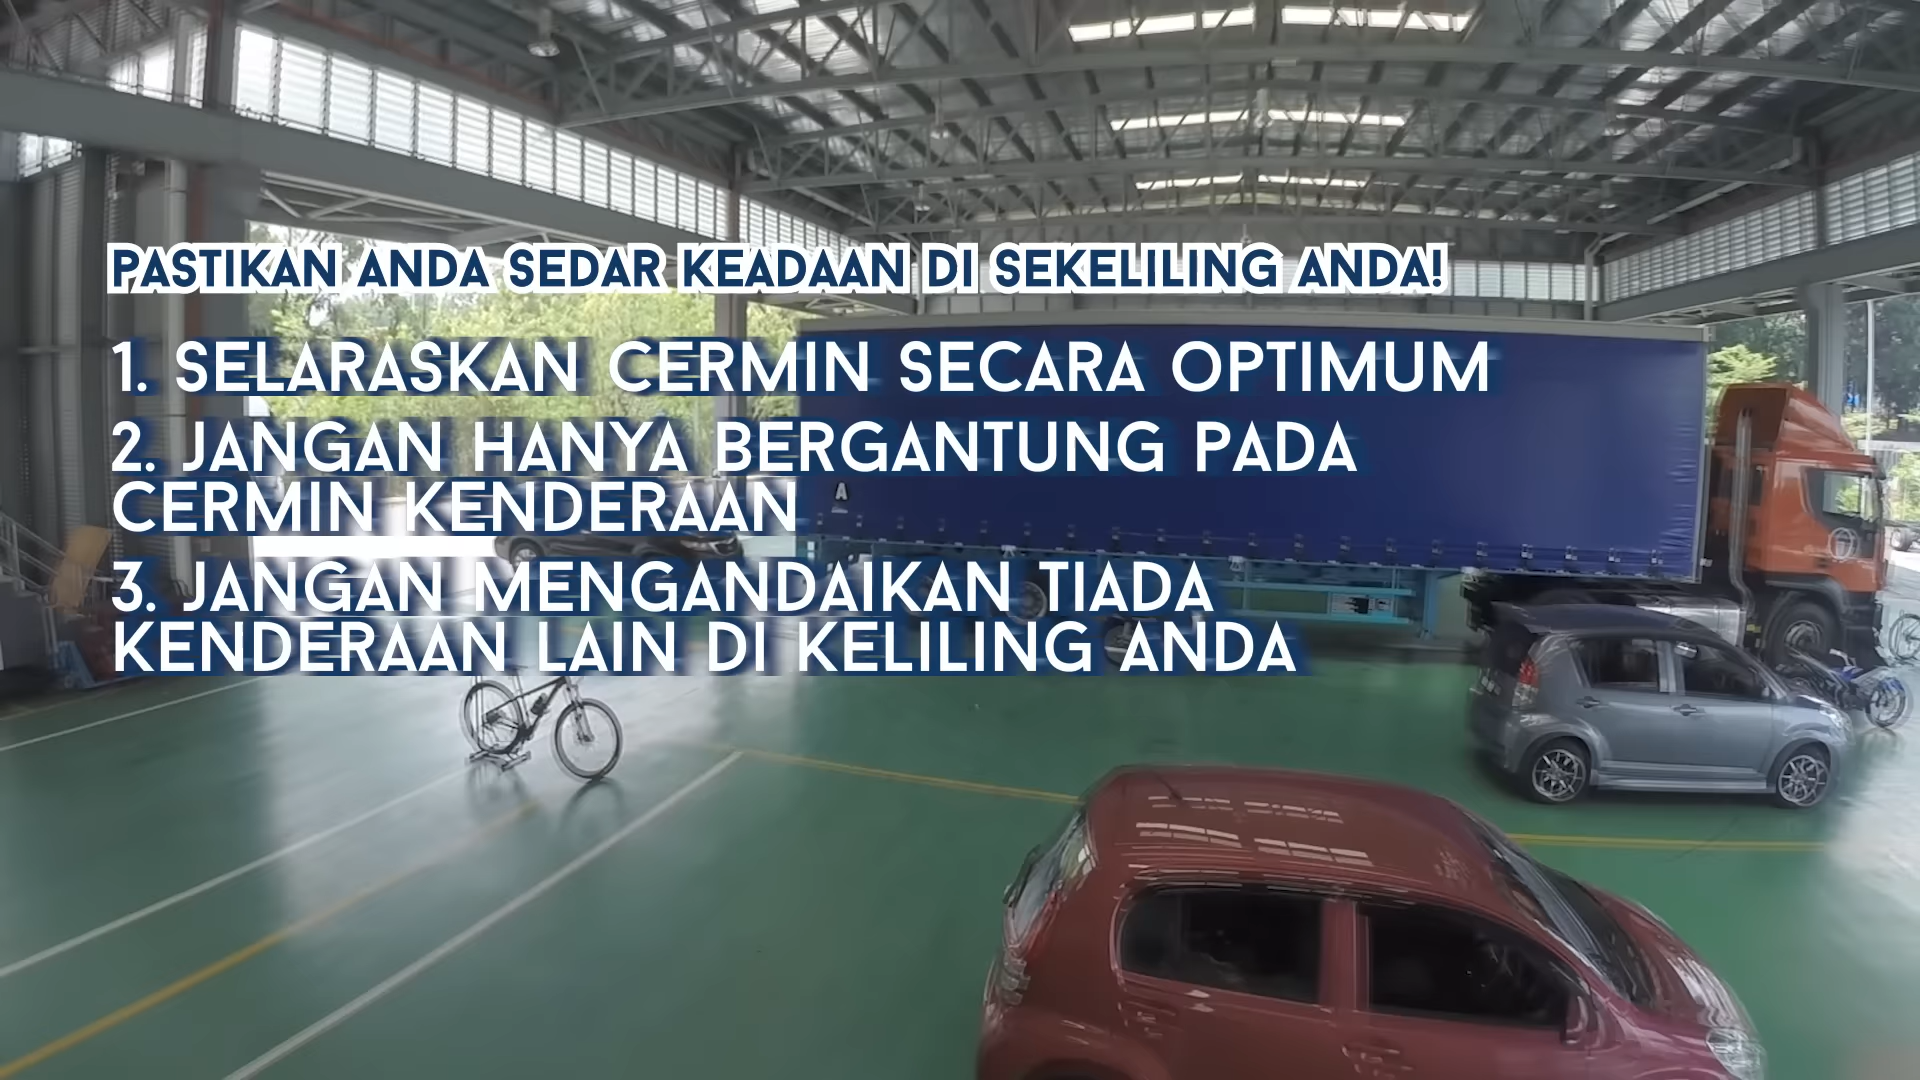 PASTIKAN ANDA SEDAR KEADAAN DI SEKELILING ANDA!
1. SELARASKAN CERMIN SECARA OPTIMUM
2. JANGAN HANYA BERGANTUNG PADA
CERMIN KENDERAAN
A
3. JANGAN MENGANDAIKAN TIADA
KENDERAAN LAIN DI KELILING ANDA